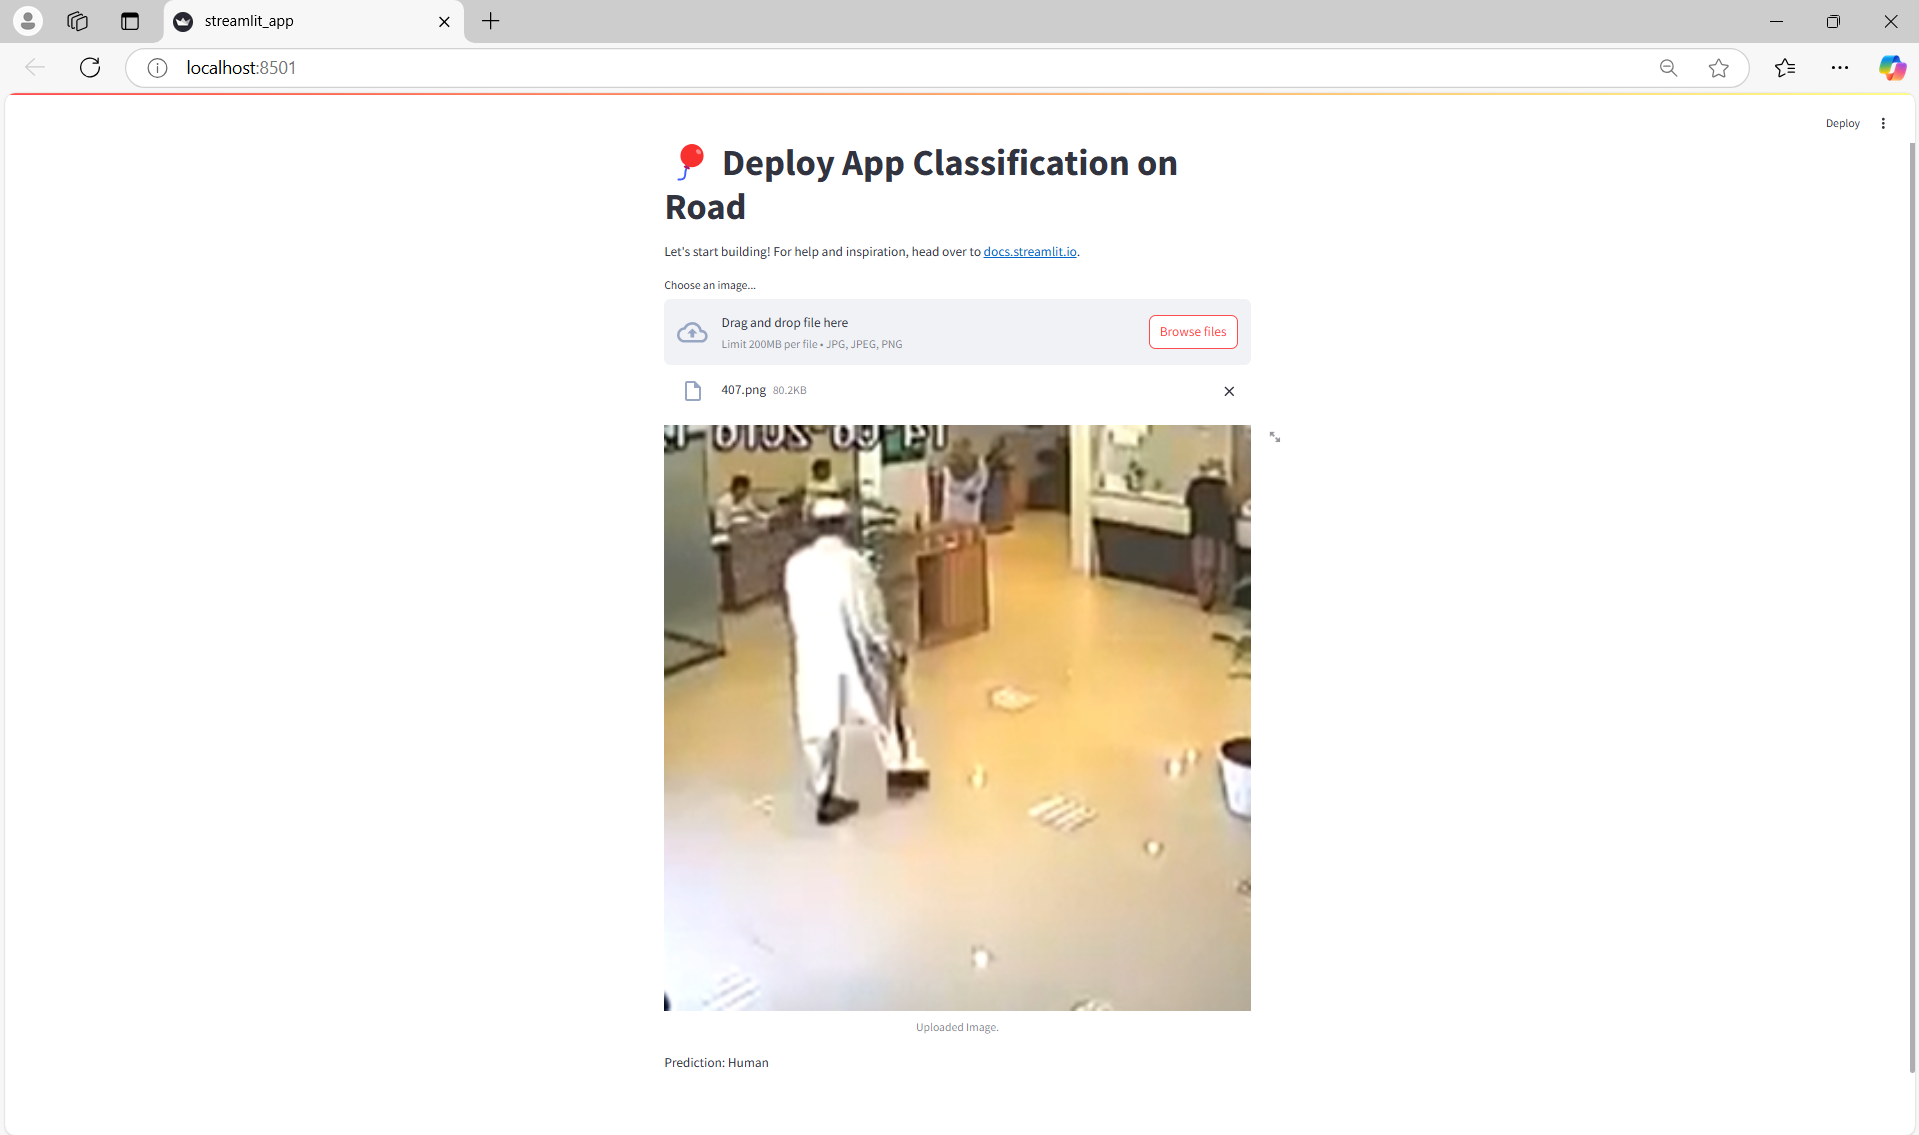 streamlit_app
localhost:8501
Deploy
Deploy App Classification on
Road
Let's start building! For help and inspiration, head over to docs.streamlit.io.
Choose an image...
Drag and drop file here
Limit 200MB per file • JPG, JPEG, PNG
Browse files
407.png 80.2KB
Uploaded Image.
Prediction: Human